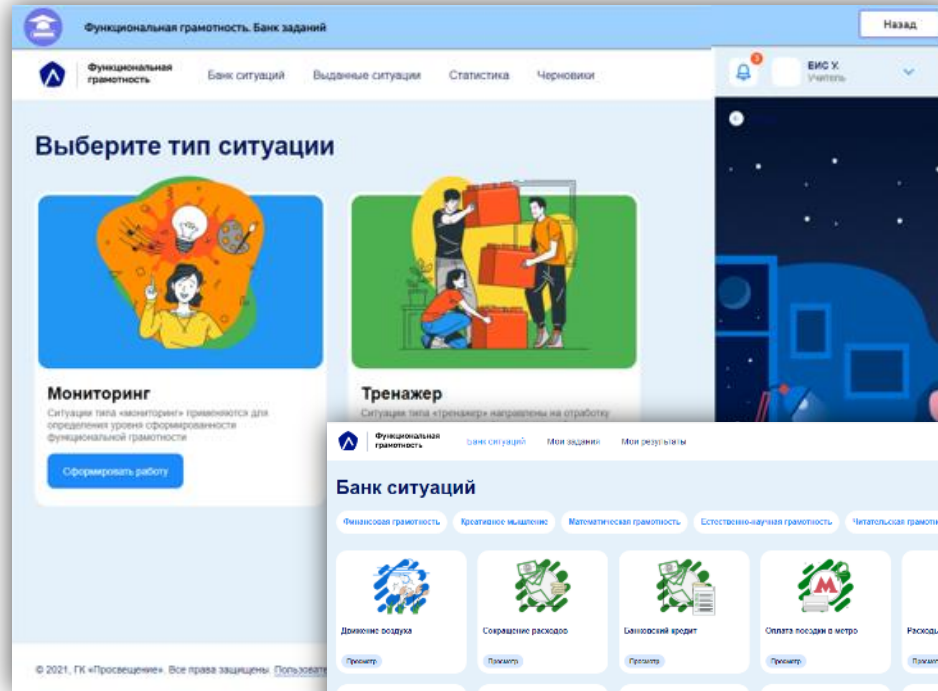 Функциональная грамотность. Банк заданий
Назад
Функциональная
грамотность
Банк ситуаций
Выданные ситуации
Статистика
Черновики
3
ЕИС У.
Учитель
Выберите тип ситуации
Мониторинг
Ситуации типа «мониторинг» применяются для
определения уровня сформированности
функциональной грамотности
Сформировать работу
Тренажер
Ситуации типа «тренажер» направлены на отработку
Функциональная
грамотность
Банк ситуаций
Мои задания
Мои результаты
Банк ситуаций
Финансовая грамотность
Креативное мышление
Математическая грамотность
Естественно-научная грамотность
Читательская грамотн
Движение воздуха
Сокращение расходов
Банковский кредит
Оплата поездки в метро
Расходы
Просмотр
Просмотр
Просмотр
Просмотр
Просмот
© 2021, ГК «Просвещение». Все права защищены. Пользовате